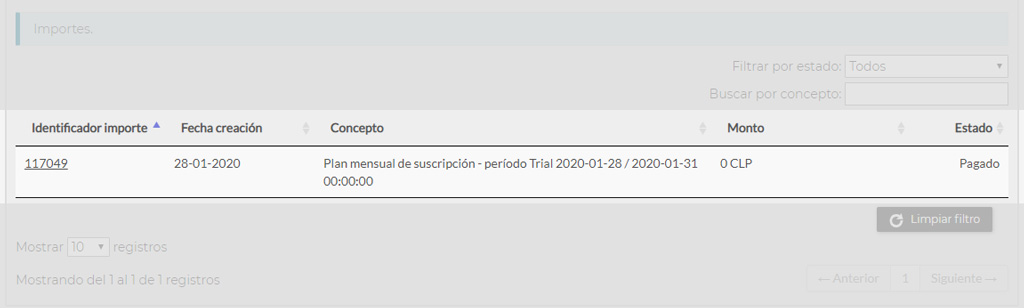 Importes.
Filtrar por estado: Todos
Buscar por concepto:
Identificador importe Fecha creación Concepto Monto Estado
117049 28-01-2020 Plan mensual de suscripción - período Trial 2020-01-28 / 2020-01-31 0 CLP Pagado
00:00:00
Limpiar filtro
Mostrar 10 registros
Mostrando del 1 al 1 de 1 registros
← Anterior 1 Siguiente →